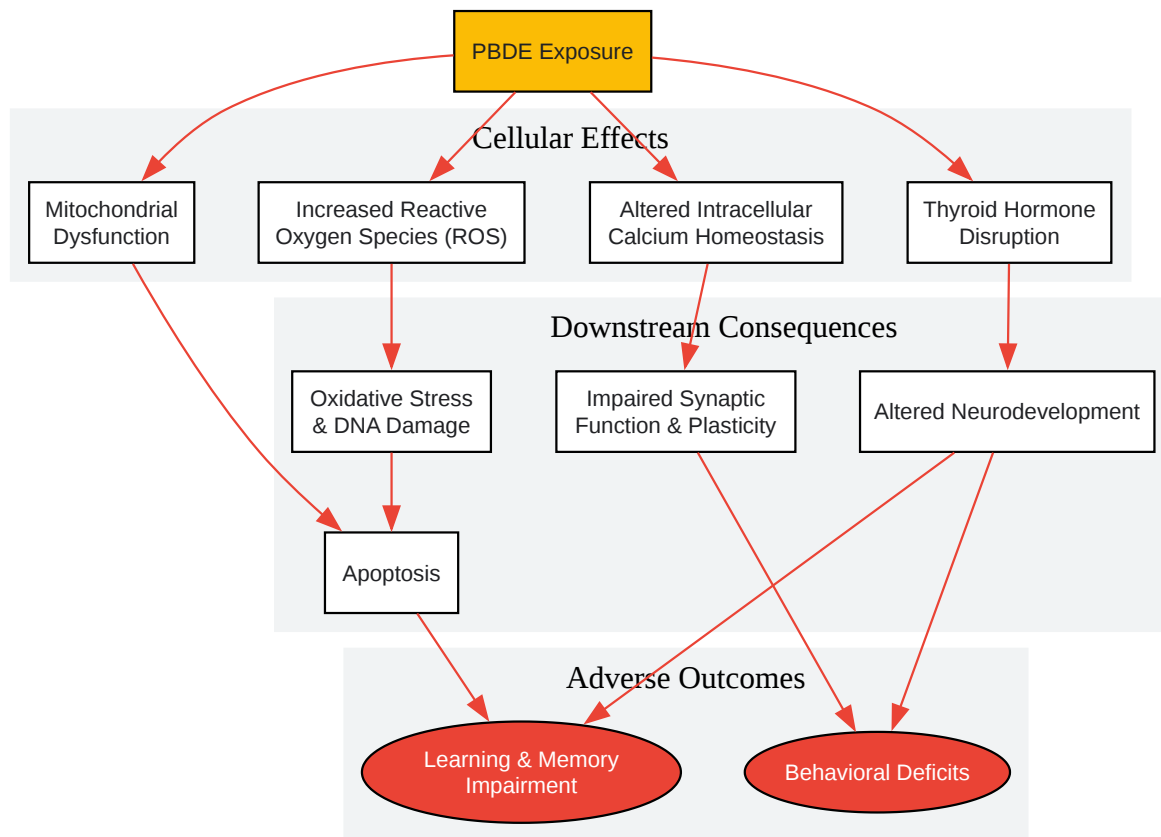 PBDE Exposure
Cellular Effects
Mitochondrial
Dysfunction
Increased Reactive
Oxygen Species (ROS)
Altered Intracellular
Calcium Homeostasis
Thyroid Hormone
Disruption
Downstream Consequences
Oxidative Stress
& DNA Damage
Impaired Synaptic
Function & Plasticity
Altered Neurodevelopment
Apoptosis
Adverse Outcomes
Learning & Memory
Impairment
Behavioral Deficits